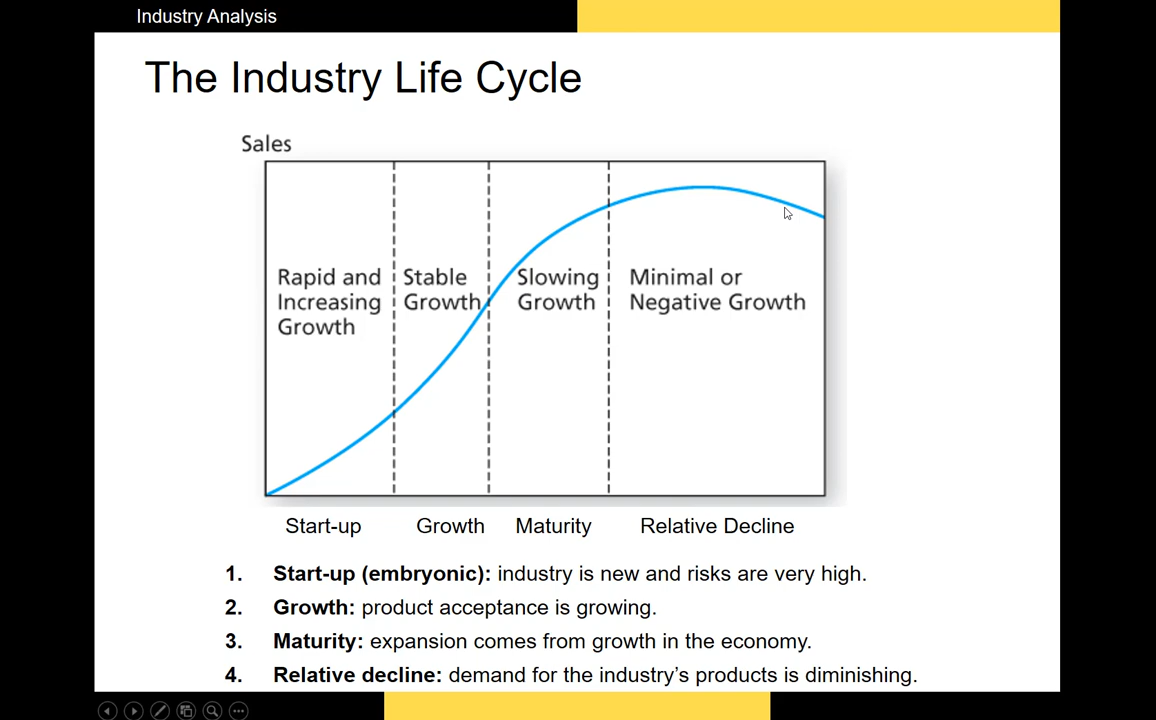 Industry Analysis
The Industry Life Cycle
Sales
Rapid and
Increasing
Growth
Stable
Growth
Slowing
Growth
Minimal or
Negative Growth
Start-up
Growth
Maturity
Relative Decline
1. Start-up (embryonic): industry is new and risks are very high.
2. Growth: product acceptance is growing.
3. Maturity: expansion comes from growth in the economy.
4. Relative decline: demand for the industry’s products is diminishing.